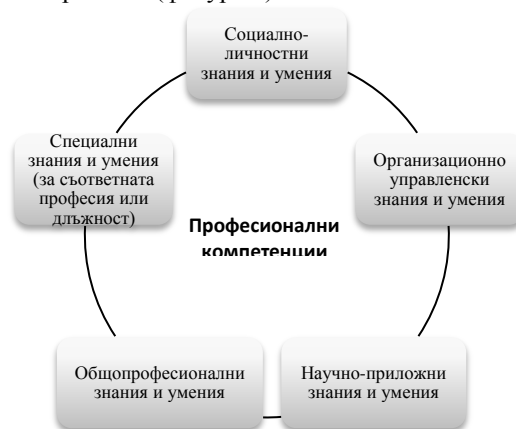 Социално-
личностни
знания и умения
Специални
знания и умения
(за съответната
професия или
длъжност)
Организационно
управленски
знания и умения
Професионални
компетенции
Общопрофесионални
знания и умения
Научно-приложни
знания и умения